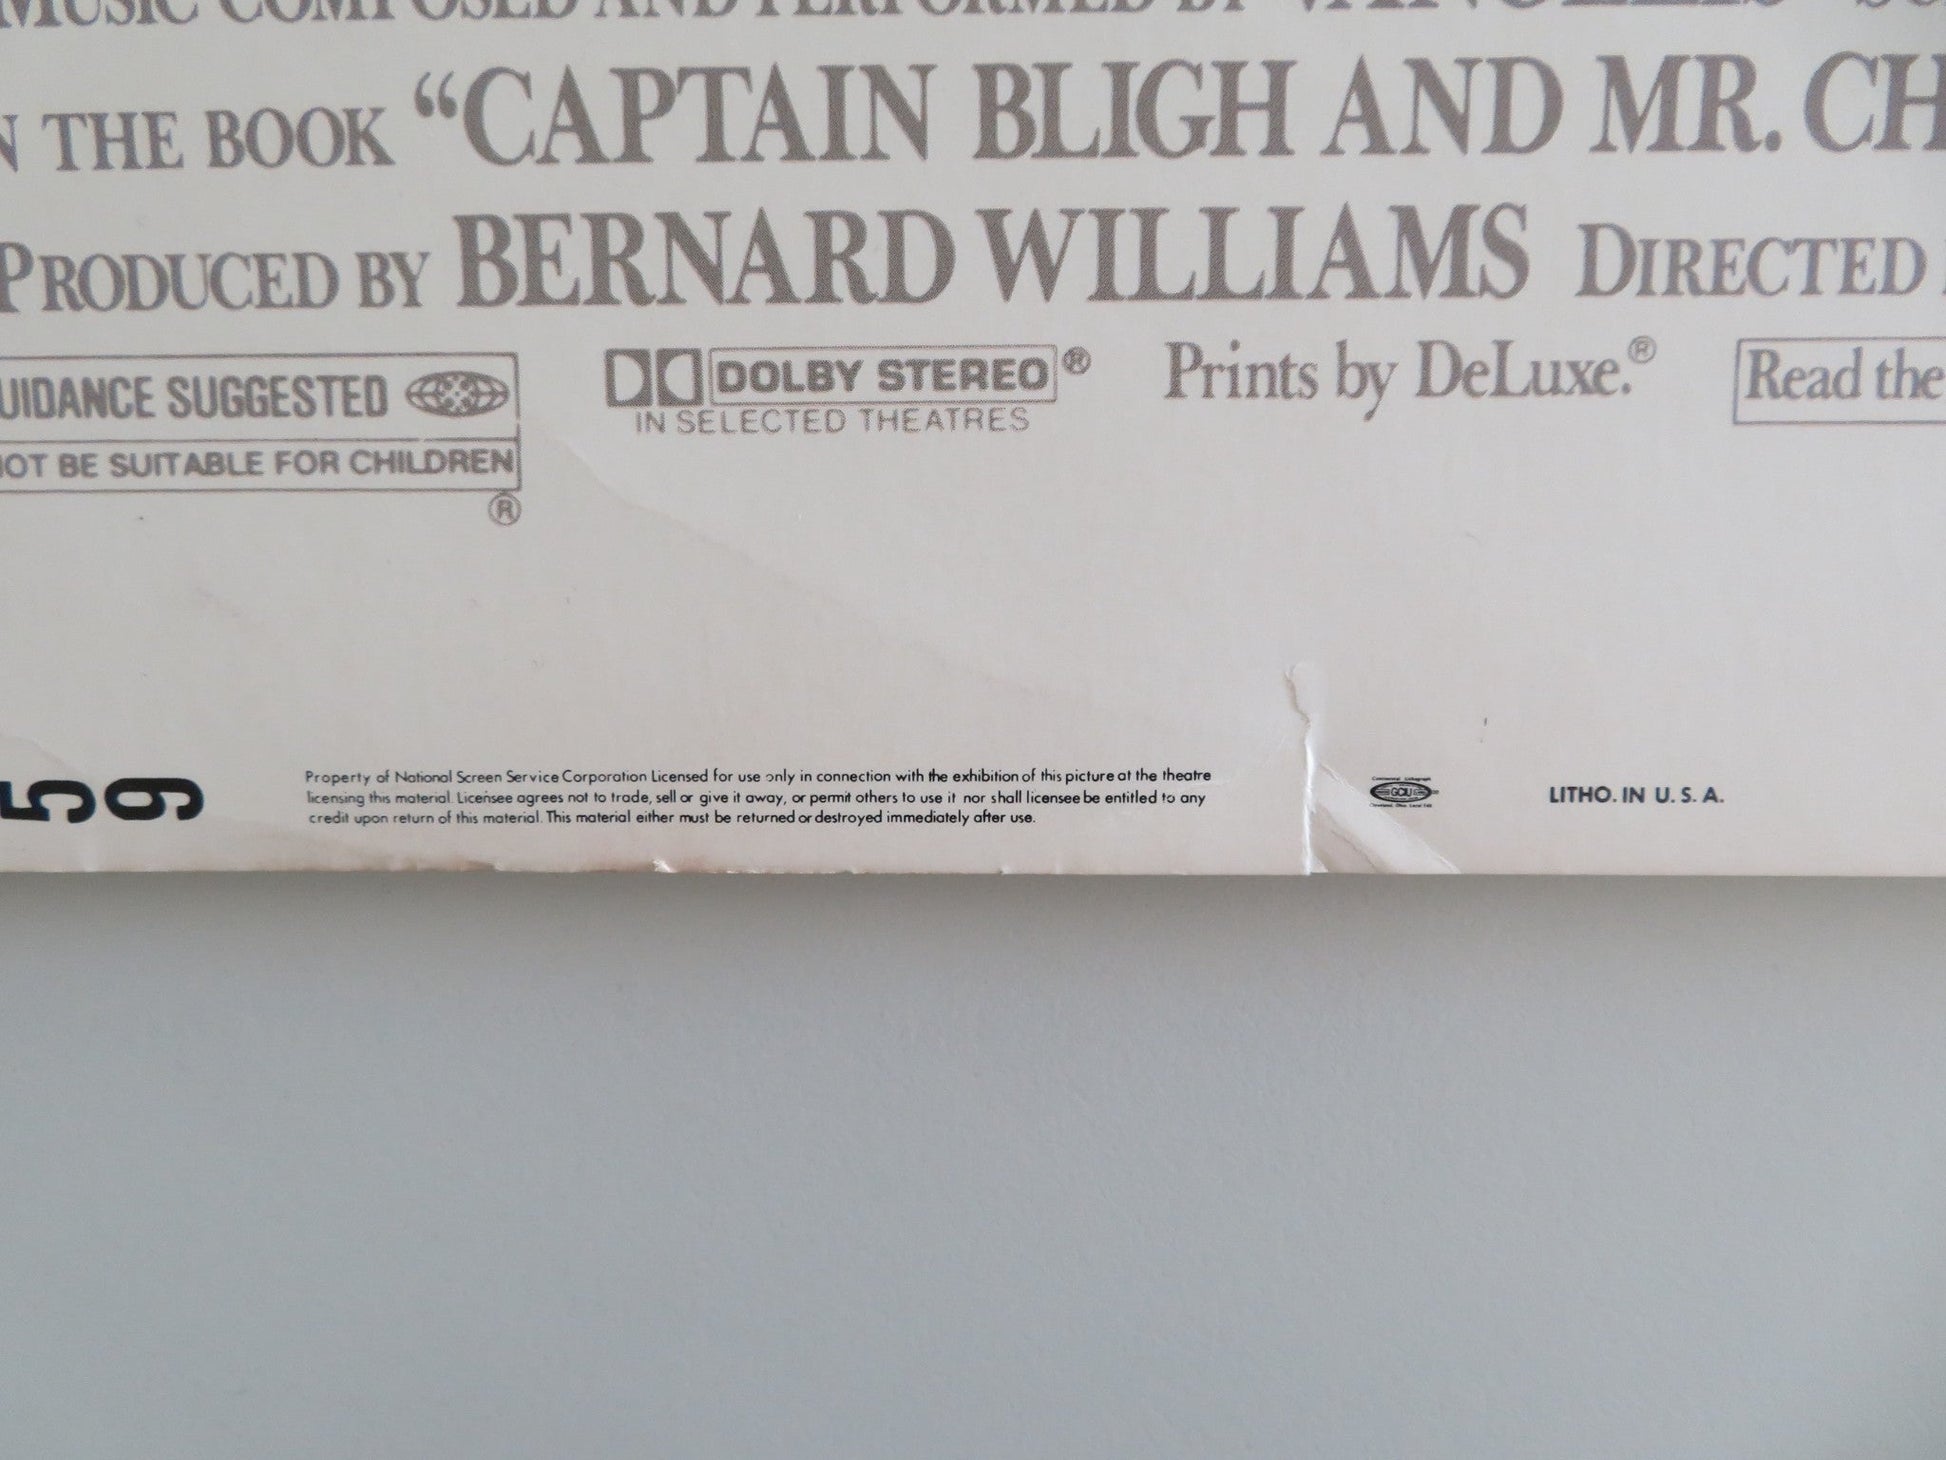 MUSIC COMPOSED AND PERFORMED BY VANGELIS
THE BOOK "CAPTAIN BLIGH AND MR. CH
PRODUCED BY BERNARD WILLIAMS DIRECTED
UIDANCE SUGGESTED
OT BE SUITABLE FOR CHILDREN
®
DOLBY STEREO ®
IN SELECTED THEATRES
Prints by DeLuxe.®
Read the
59
Property of National Screen Service Corporation Licensed for use only in connection with the exhibition of this picture at the theatre
licensing this material. Licensee agrees not to trade, sell or give it away, or permit others to use it nor shall licensee be entitled to any
credit upon return of this material. This material either must be returned or destroyed immediately after use.
GCIU
LITHO. IN U. S. A.